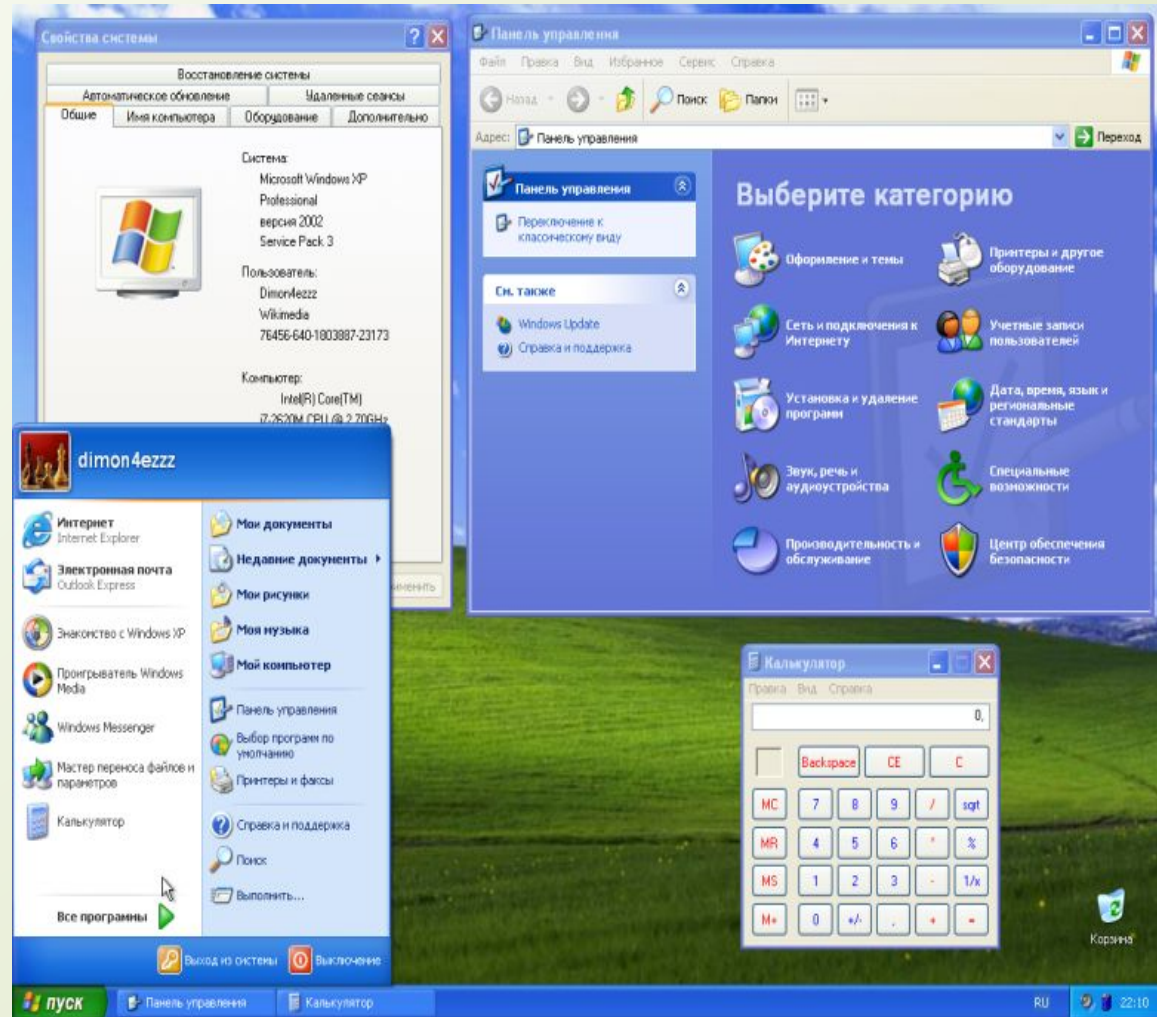 Свойства системы
Восстановление системы
Автоматическое обновление
Удаленные сеансы
Общие
Имя компьютера
Оборудование
Дополнительно
Система:
Microsoft Windows XP
Professional
версия 2002
Service Pack 3
Пользователь:
Dimon4ezzz
Wikimedia
76456-640-1803887-23173
Компьютер:
Intel(R) Core(TM)
i7-2620M CPU @ 2.70GHz
Панель управления
Файл Правка Вид Избранное Сервис Справка
Назад
Поиск
Папки
Адрес:
Панель управления
Переход
Панель управления
Переключение к
классическому виду
См. также
Windows Update
Справка и поддержка
Выберите категорию
Оформление и темы
Принтеры и другое
оборудование
Сеть и подключения к
Интернету
Учетные записи
пользователей
Установка и удаление
программ
Дата, время, язык и
региональные
стандарты
Звук, речь и
аудиоустройства
Специальные
возможности
Производительность и
обслуживание
Центр обеспечения
безопасности
dimon4ezzz
Интернет
Internet Explorer
Электронная почта
Outlook Express
Знакомство с Windows XP
Проигрыватель Windows
Media
Windows Messenger
Мастер переноса файлов и
параметров
Калькулятор
Все программы
Мои документы
Недавние документы
Мои рисунки
Моя музыка
Мой компьютер
Панель управления
Выбор программ по
умолчанию
Принтеры и факсы
Справка и поддержка
Поиск
Выполнить...
Выход из системы
Выключение
Калькулятор
Правка Вид Справка
0,
Backspace CE C
MC 7 8 9 / sqrt
MR 4 5 6 * %
MS 1 2 3 - 1/x
M+ 0 +/- , + =
Корзина
пуск
Панель управления
Калькулятор
RU
22:10